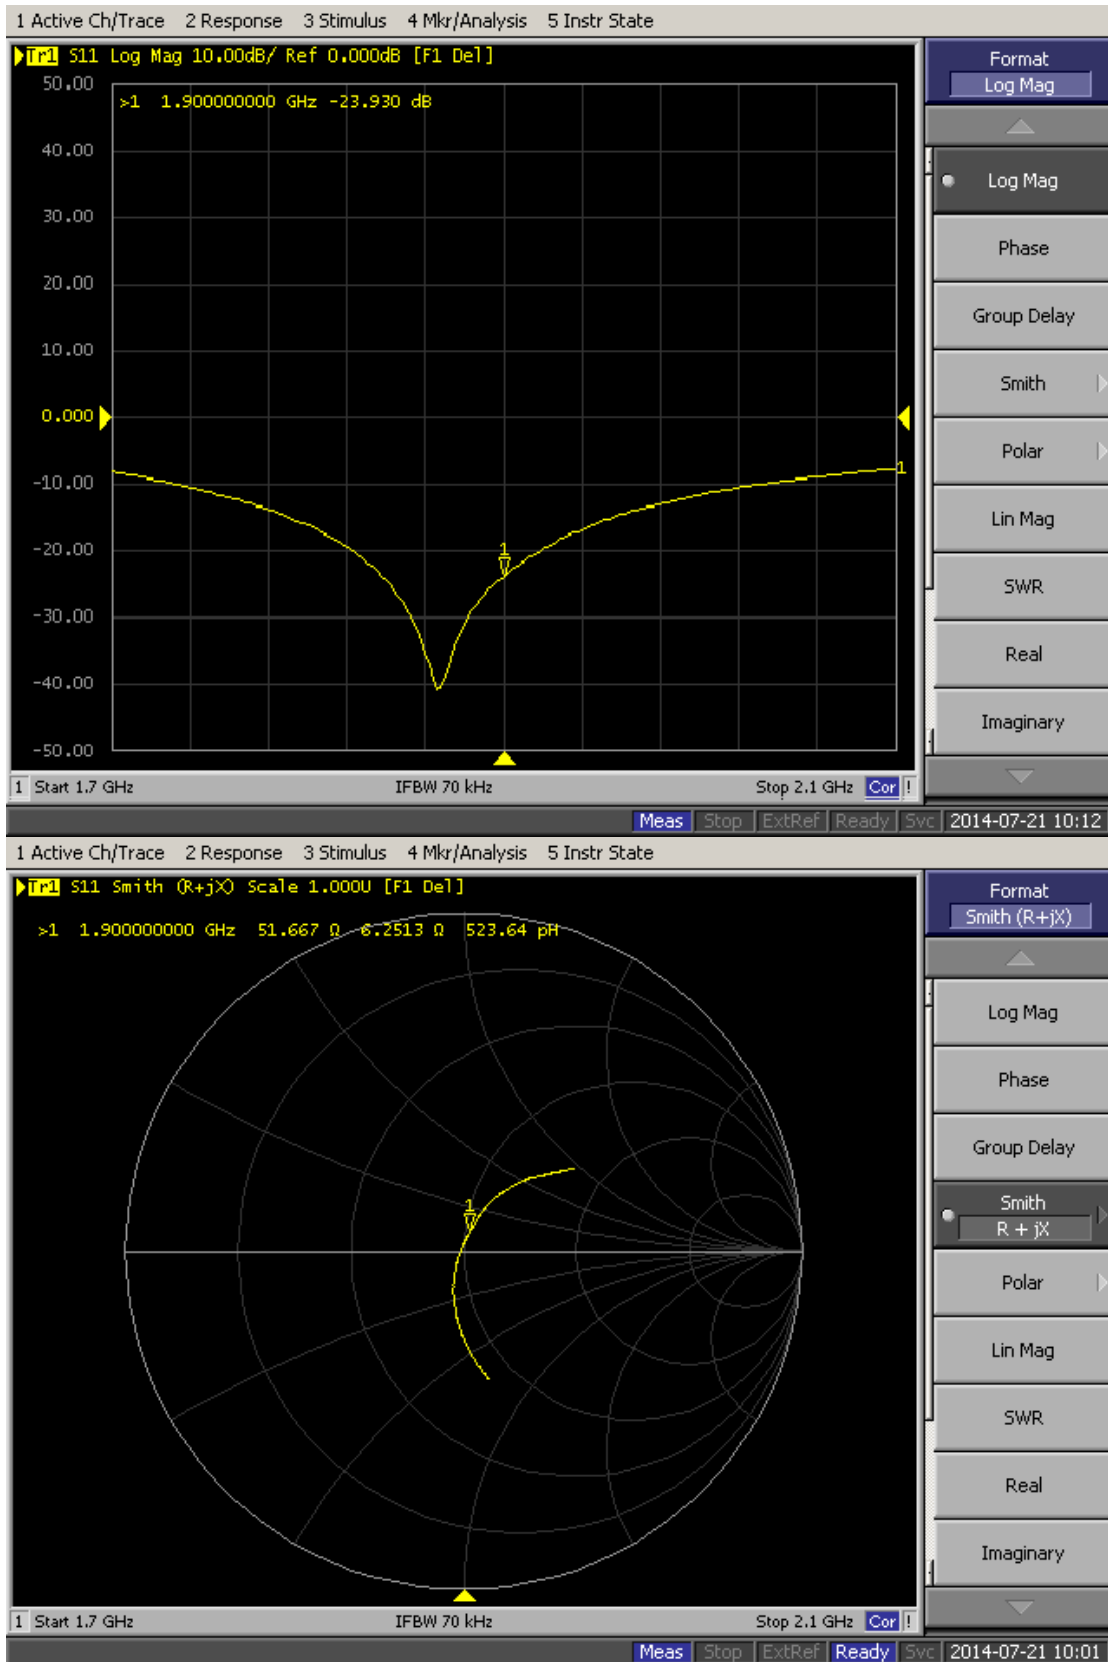 1 Active Ch/Trace 2 Response 3 Stimulus 4 Mkr/Analysis 5 Instr State
Tr1 S11 Log Mag 10.00dB/ Ref 0.000dB [F1 Del]
50.00
>1 1.900000000 GHz -23.930 dB
40.00
30.00
20.00
10.00
0.000
-10.00
1
-20.00
1
-30.00
-40.00
-50.00
1 Start 1.7 GHz IFBW 70 kHz Stop 2.1 GHz Cor !
Format
Log Mag
Log Mag
Phase
Group Delay
Smith
Polar
Lin Mag
SWR
Real
Imaginary
Meas Stop ExtRef Ready Svc 2014-07-21 10:12
1 Active Ch/Trace 2 Response 3 Stimulus 4 Mkr/Analysis 5 Instr State
Tr1 S11 Smith (R+jX) Scale 1.000U [F1 Del]
>1 1.900000000 GHz 51.667 Ω 6.2513 Ω 523.64 pH
1
1 Start 1.7 GHz IFBW 70 kHz Stop 2.1 GHz Cor !
Format
Smith (R+jX)
Log Mag
Phase
Group Delay
Smith
R + jX
Polar
Lin Mag
SWR
Real
Imaginary
Meas Stop ExtRef Ready Svc 2014-07-21 10:01